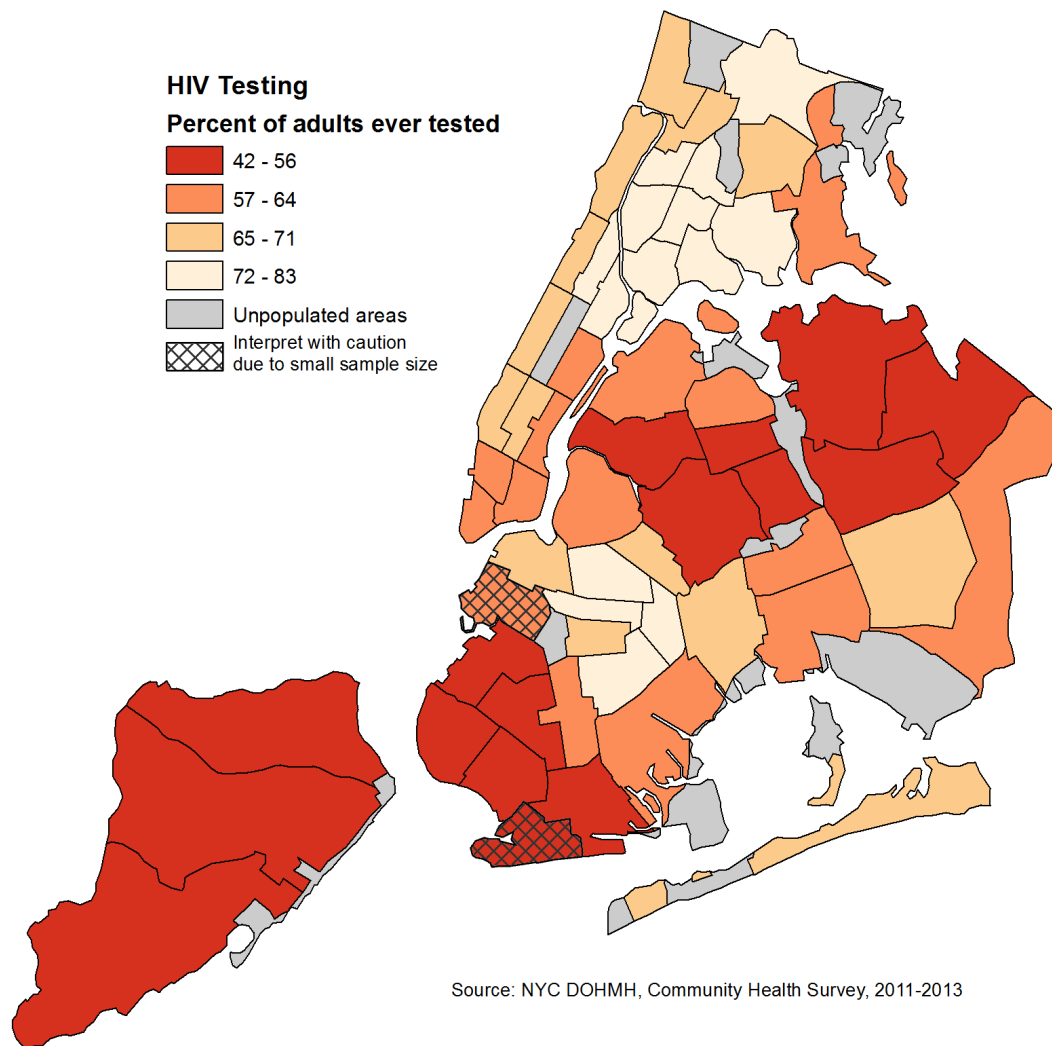 HIV Testing
Percent of adults ever tested
42 - 56
57 - 64
65 - 71
72 - 83
Unpopulated areas
Interpret with caution
due to small sample size
Source: NYC DOHMH, Community Health Survey, 2011-2013